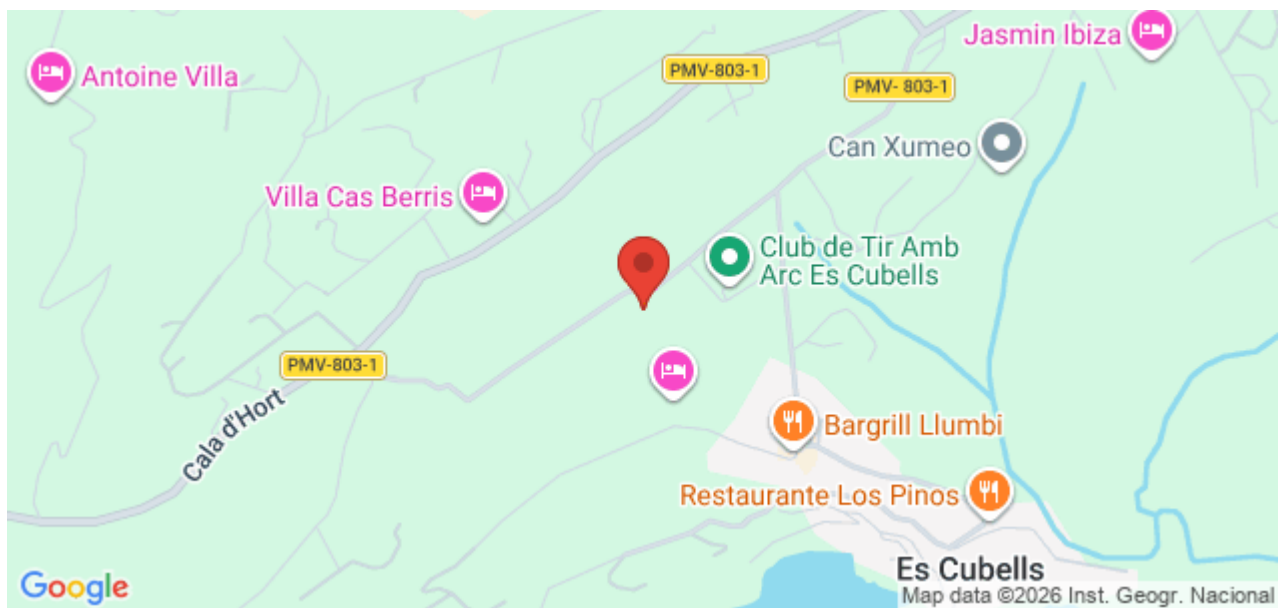 Jasmin Ibiza
Antoine Villa
PMV-803-1
PMV- 803-1
Can Xumeo
Villa Cas Berris
Club de Tir Amb
Arc Es Cubells
PMV-803-1
Cala d'Hort
Bargrill Llumbi
Restaurante Los Pinos
Es Cubells
Google
Map data ©2026 Inst. Geogr. Nacional